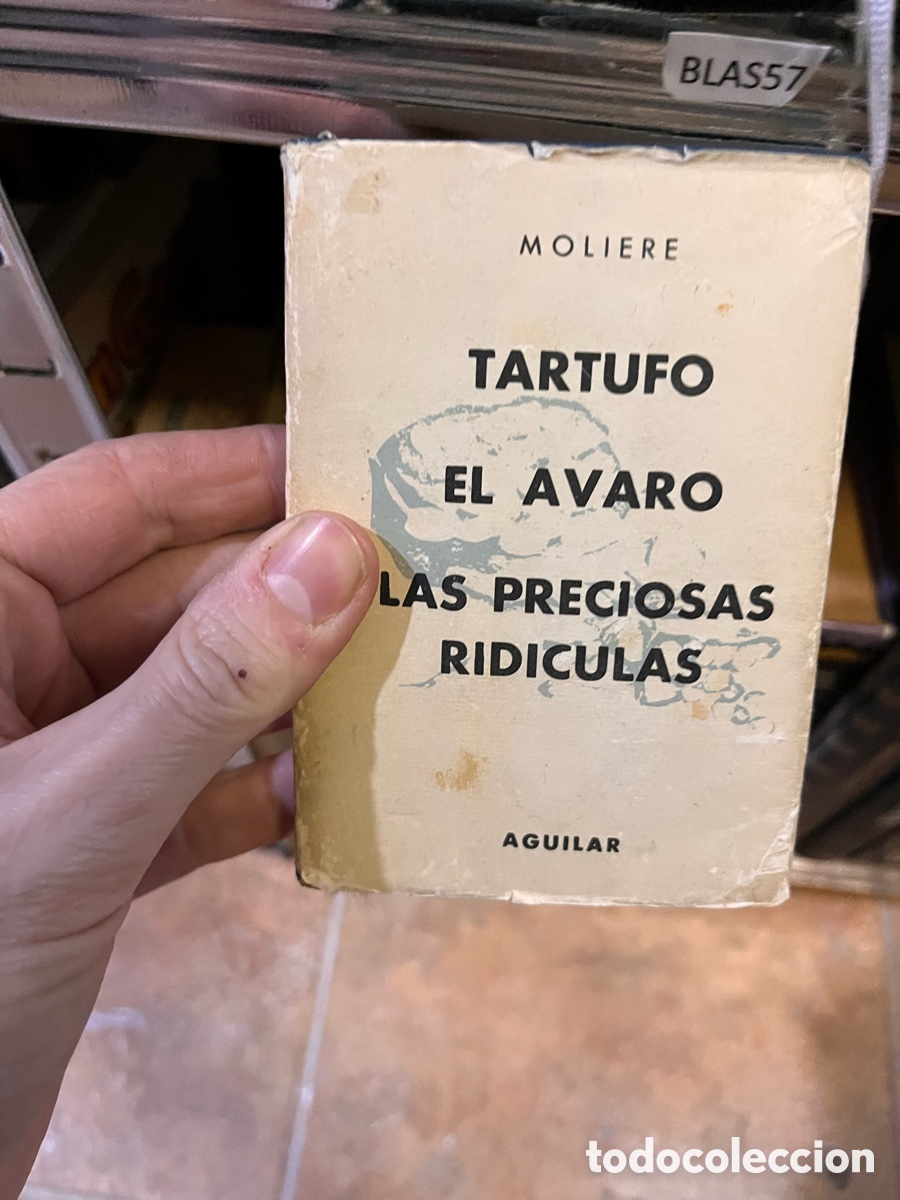 BLAS57
MOLIERE
TARTUFO
EL AVARO
LAS PRECIOSAS
RIDICULAS
AGUILAR
todocoleccion